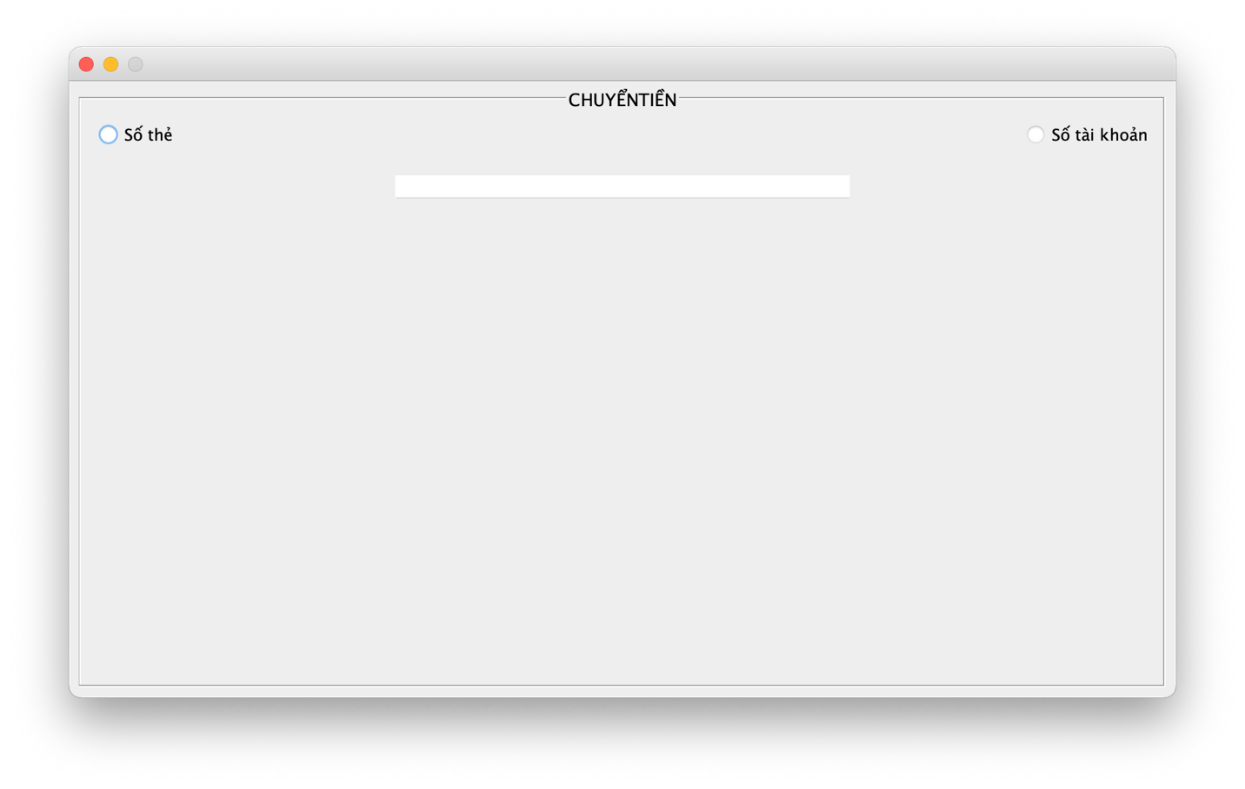 CHUYỂNTIỀN
Số thẻ
Số tài khoản